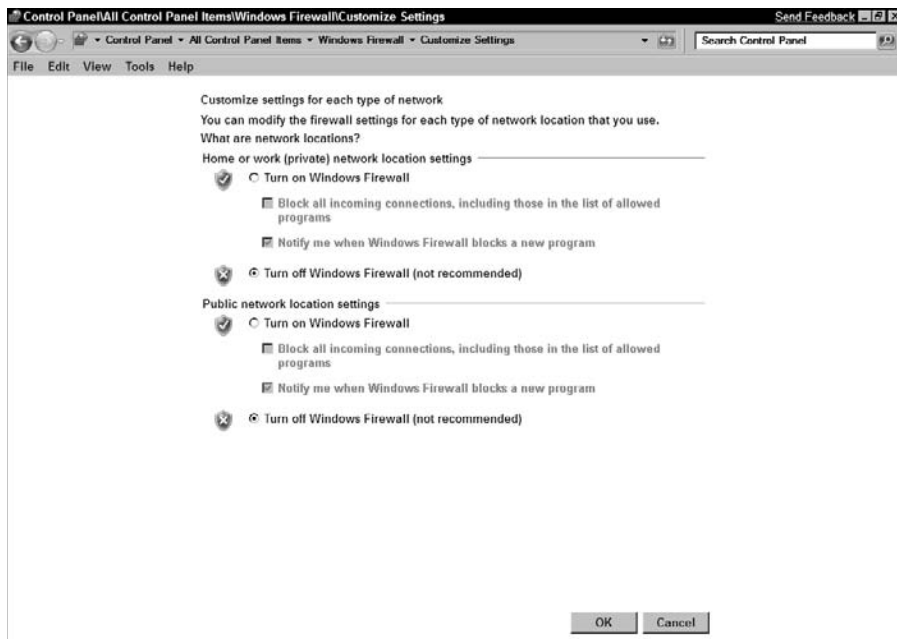 Control Panel\All Control Panel Items\Windows Firewall\Customize Settings
Send Feedback
Control Panel
All Control Panel Items
Windows Firewall
Customize Settings
Search Control Panel
File Edit View Tools Help
Customize settings for each type of network
You can modify the firewall settings for each type of network location that you use.
What are network locations?
Home or work (private) network location settings
Turn on Windows Firewall
Block all incoming connections, including those in the list of allowed
programs
Notify me when Windows Firewall blocks a new program
Turn off Windows Firewall (not recommended)
Public network location settings
Turn on Windows Firewall
Block all incoming connections, including those in the list of allowed
programs
Notify me when Windows Firewall blocks a new program
Turn off Windows Firewall (not recommended)
OK Cancel